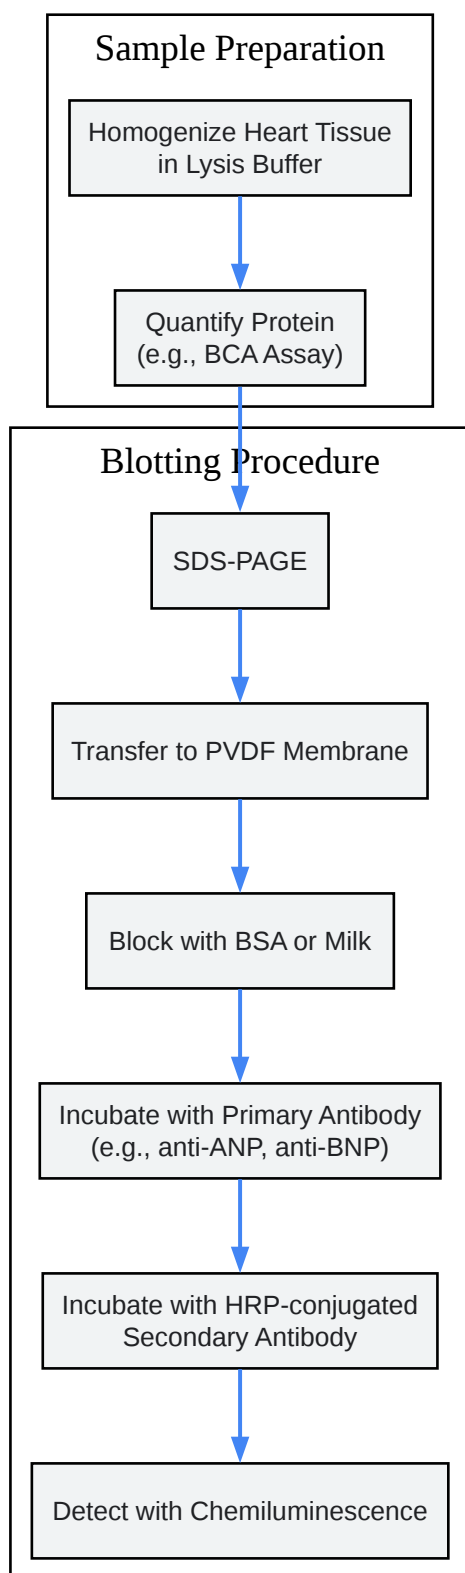 Sample Preparation
Homogenize Heart Tissue
in Lysis Buffer
Quantify Protein
(e.g., BCA Assay)
Blotting Procedure
SDS-PAGE
Transfer to PVDF Membrane
Block with BSA or Milk
Incubate with Primary Antibody
(e.g., anti-ANP, anti-BNP)
Incubate with HRP-conjugated
Secondary Antibody
Detect with Chemiluminescence